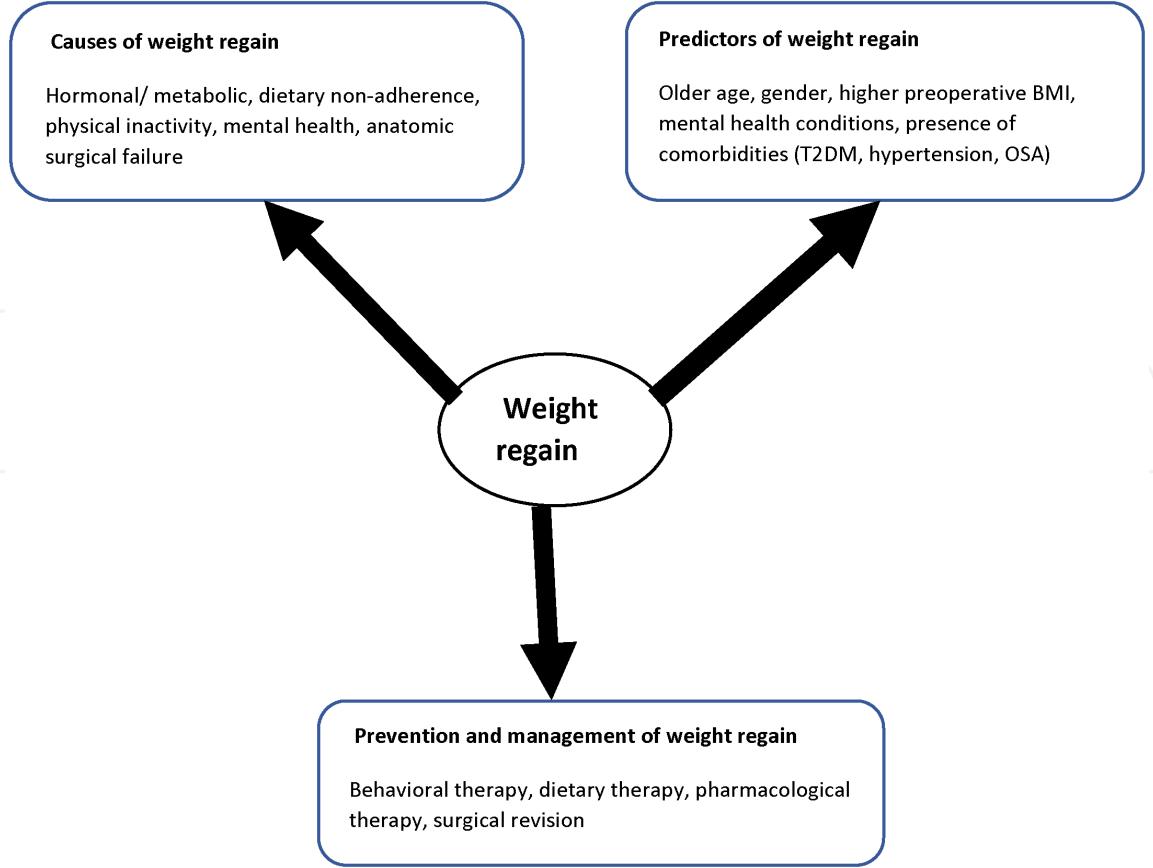 Causes of weight regain
Hormonal/ metabolic, dietary non-adherence,
physical inactivity, mental health, anatomic
surgical failure
Predictors of weight regain
Older age, gender, higher preoperative BMI,
mental health conditions, presence of
comorbidities (T2DM, hypertension, OSA)
Weight
regain
Prevention and management of weight regain
Behavioral therapy, dietary therapy, pharmacological
therapy, surgical revision